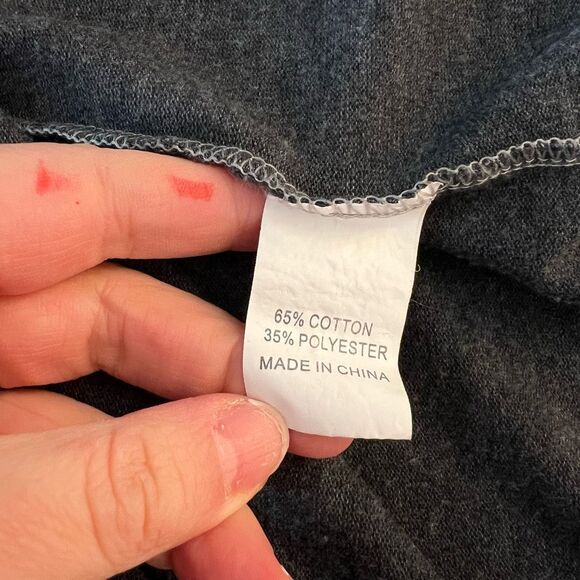 65% COTTON
35% POLYESTER
MADE IN CHINA